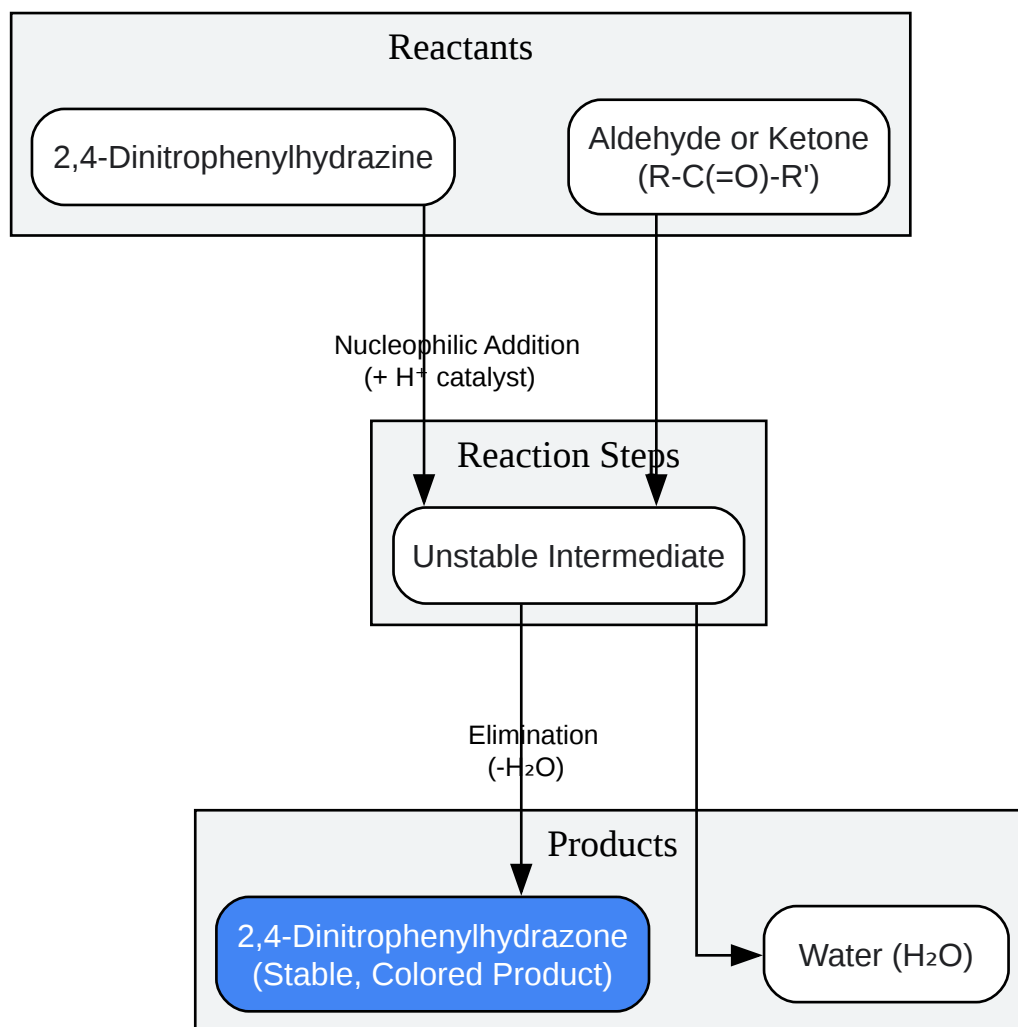 Reactants
2,4-Dinitrophenylhydrazine
Aldehyde or Ketone
(R-C(=O)-R')
Nucleophilic Addition
(+ H⁺ catalyst)
Reaction Steps
Unstable Intermediate
Elimination
(-H₂O)
Products
2,4-Dinitrophenylhydrazone
(Stable, Colored Product)
Water (H₂O)